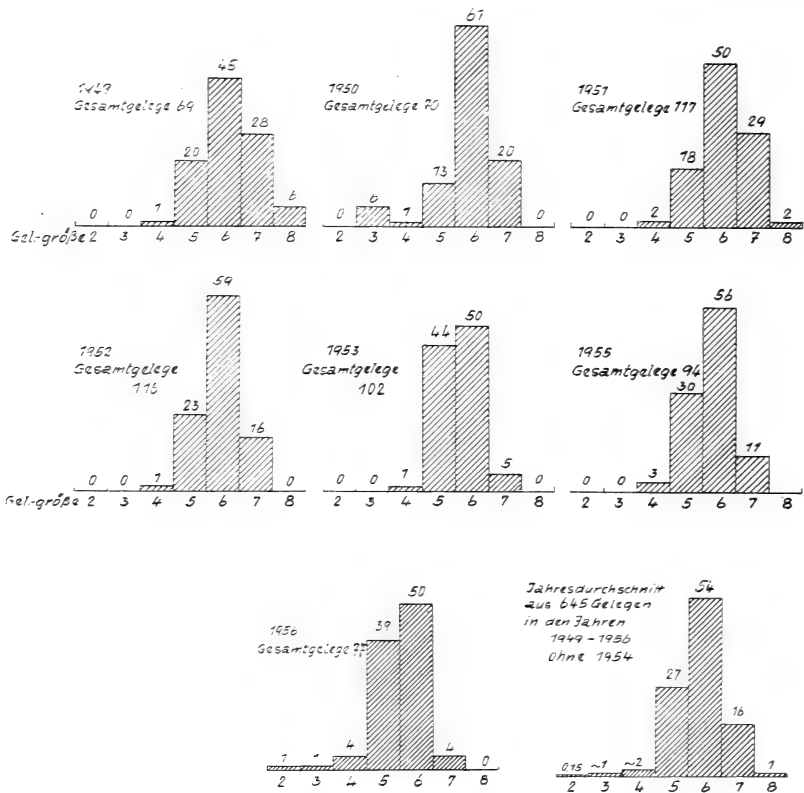 1949
Gesamtgelege 69
45
20
28
1
6
0 0
Gel.-größe 2 3 4 5 6 7 8
1950
Gesamtgelege 70
61
13
20
0 6 1 0
2 3 4 5 6 7 8
1951
Gesamtgelege 117
50
18
29
0 0 2 2
2 3 4 5 6 7 8
1952
Gesamtgelege
116
59
23
16
0 0 1 0
Gel.-größe 2 3 4 5 6 7 8
1953
Gesamtgelege
102
44
50
0 0 1 5 0
2 3 4 5 6 7 8
1955
Gesamtgelege 94
56
30
11
0 0 3 0
2 3 4 5 6 7 8
1956
Gesamtgelege 77
39
50
1 4 4 0
2 3 4 5 6 7 8
Jahresdurchschnitt
aus 645 Gelegen
in den Jahren
1949-1956
Ohne 1954
54
27
16
0,15 ~1 ~2 1
2 3 4 5 6 7 8